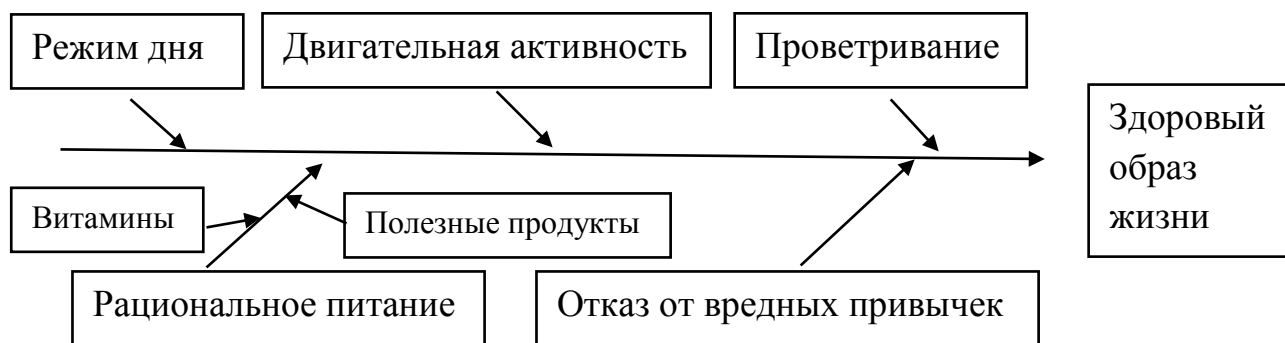 Режим дня
Двигательная активность
Проветривание
Здоровый
образ
жизни
Витамины
Полезные продукты
Рациональное питание
Отказ от вредных привычек